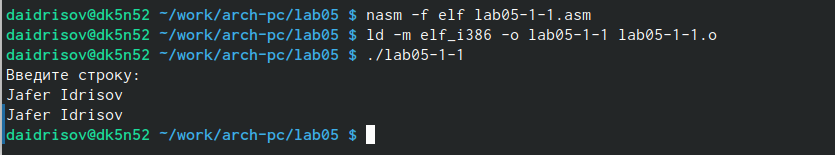 daidrisov@dk5n52 ~/work/arch-pc/lab05 $ nasm -f elf lab05-1-1.asm
daidrisov@dk5n52 ~/work/arch-pc/lab05 $ ld -m elf_i386 -o lab05-1-1 lab05-1-1.o
daidrisov@dk5n52 ~/work/arch-pc/lab05 $ ./lab05-1-1
Введите строку:
Jafer Idrisov
Jafer Idrisov
daidrisov@dk5n52 ~/work/arch-pc/lab05 $